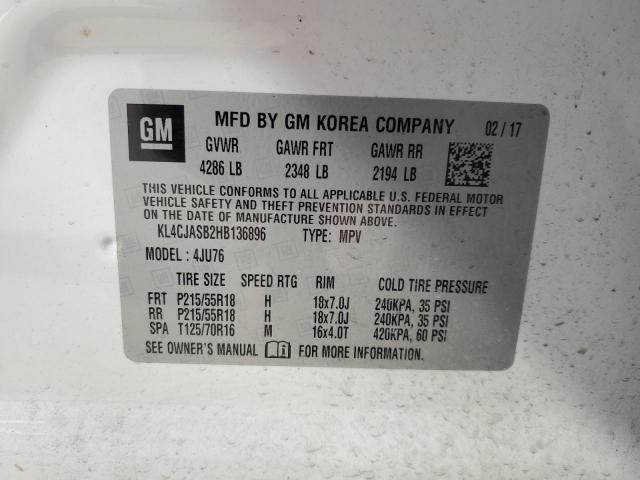 GM MFD BY GM KOREA COMPANY 02 / 17
GVWR GAWR FRT GAWR RR
4286 LB 2348 LB 2194 LB
THIS VEHICLE CONFORMS TO ALL APPLICABLE U.S. FEDERAL MOTOR
VEHICLE SAFETY AND THEFT PREVENTION STANDARDS IN EFFECT
ON THE DATE OF MANUFACTURE SHOWN ABOVE.
KL4CJASB2HB136896 TYPE: MPV
MODEL : 4JU76
TIRE SIZE SPEED RTG RIM COLD TIRE PRESSURE
FRT P215/55R18 H 18x7.0J 240KPA, 35 PSI
RR P215/55R18 H 18x7.0J 240KPA, 35 PSI
SPA T125/70R16 M 16x4.0T 420KPA, 60 PSI
SEE OWNER'S MANUAL FOR MORE INFORMATION.